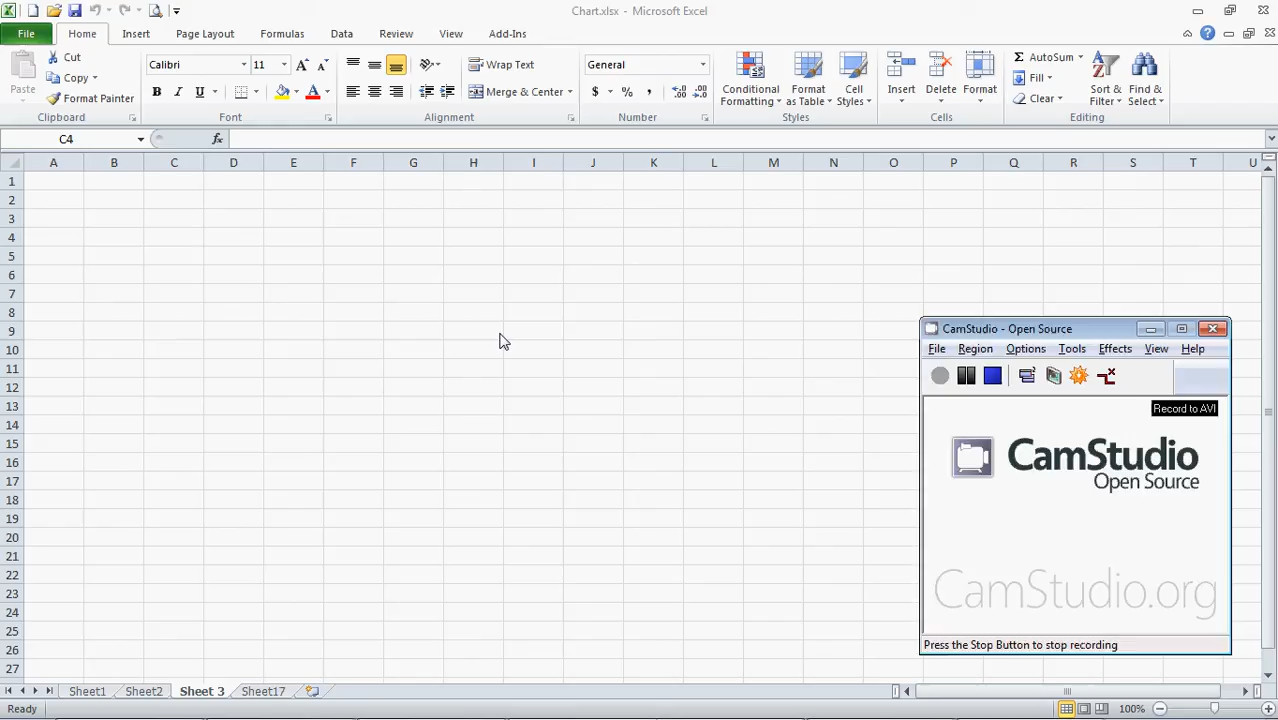 Chart.xlsx - Microsoft Excel
File Home Insert Page Layout Formulas Data Review View Add-Ins
Paste Cut Copy Format Painter
Clipboard
Calibri 11
B I U A
Font
Wrap Text
Merge & Center
Alignment
General
$ % ,
Number
Conditional Formatting Format as Table Cell Styles
Styles
Insert Delete Format
Cells
Σ AutoSum
Fill
Clear
Sort & Filter Find & Select
Editing
C4 fx
A B C D E F G H I J K L M N O P Q R S T U
1
2
3
4
5
6
7
8
9
10
11
12
13
14
15
16
17
18
19
20
21
22
23
24
25
26
27
CamStudio - Open Source
File Region Options Tools Effects View Help
Record to AVI
CamStudio
Open Source
CamStudio.org
Press the Stop Button to stop recording
Sheet1 Sheet2 Sheet 3 Sheet17
Ready 100%